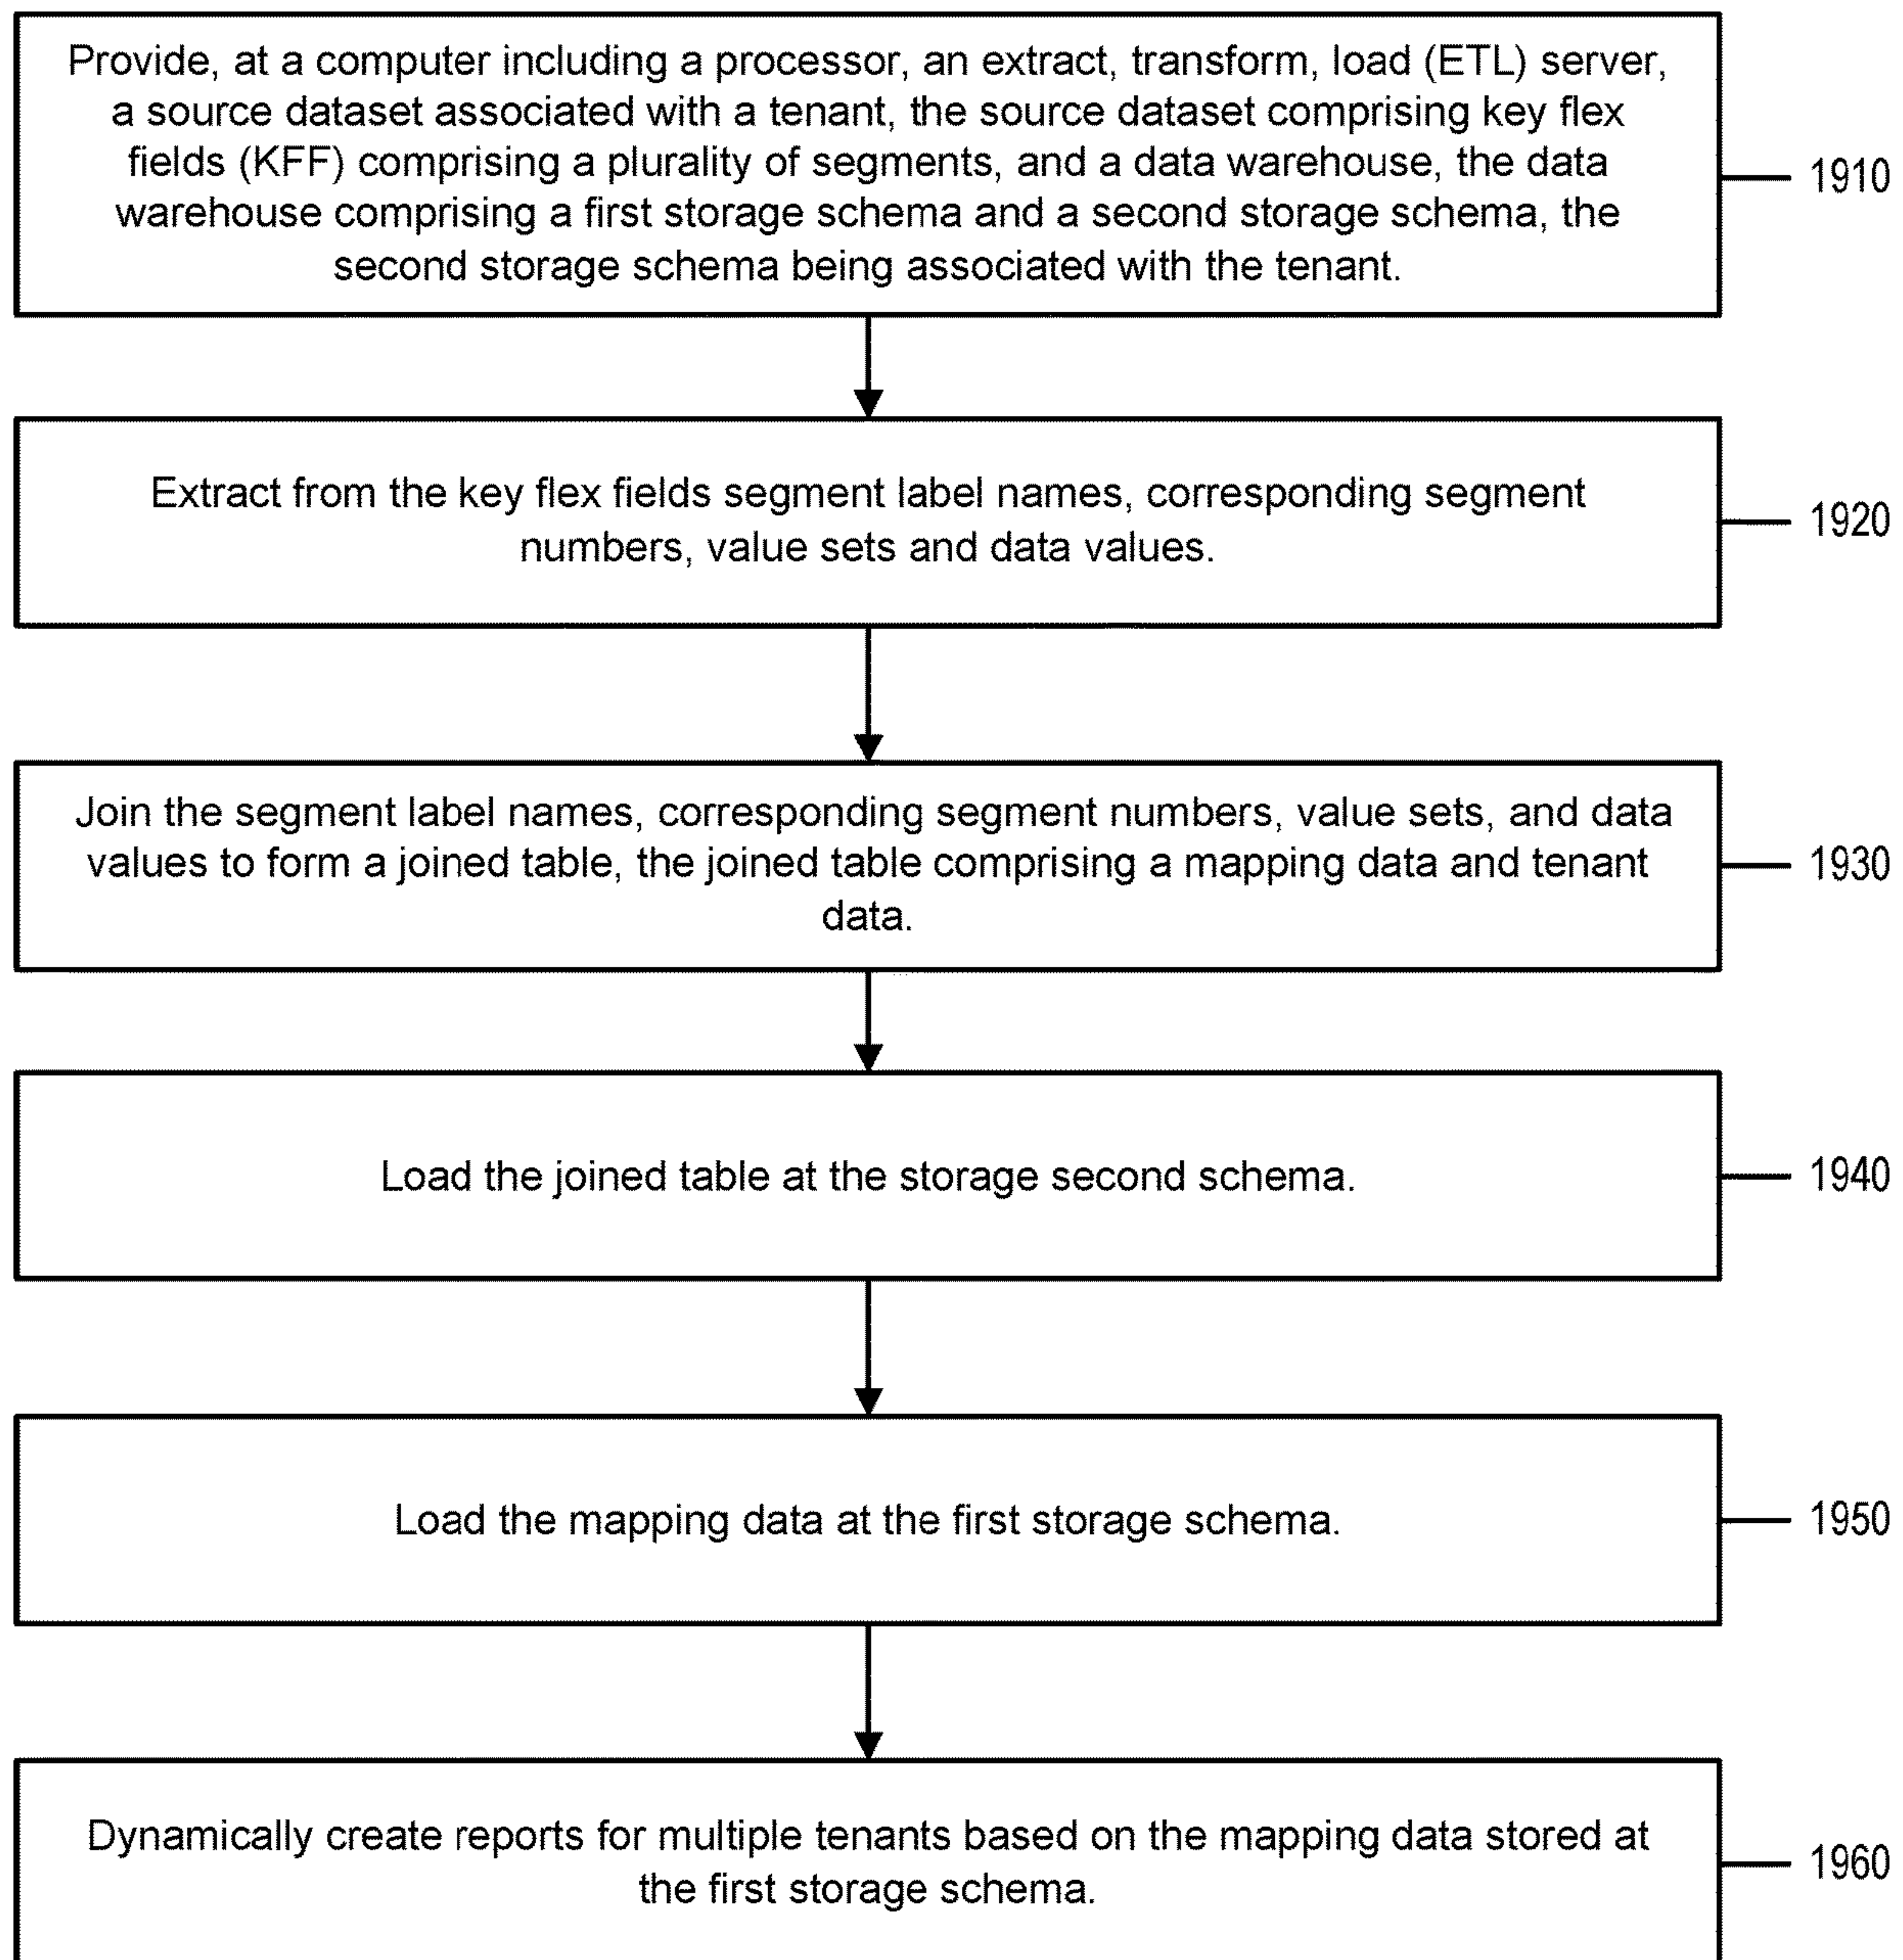 Provide, at a computer including a processor, an extract, transform, load (ETL) server,
a source dataset associated with a tenant, the source dataset comprising key flex
fields (KFF) comprising a plurality of segments, and a data warehouse, the data
warehouse comprising a first storage schema and a second storage schema, the
second storage schema being associated with the tenant.
1910
Extract from the key flex fields segment label names, corresponding segment
numbers, value sets and data values.
1920
Join the segment label names, corresponding segment numbers, value sets, and data
values to form a joined table, the joined table comprising a mapping data and tenant
data.
1930
Load the joined table at the storage second schema.
1940
Load the mapping data at the first storage schema.
1950
Dynamically create reports for multiple tenants based on the mapping data stored at
the first storage schema.
1960